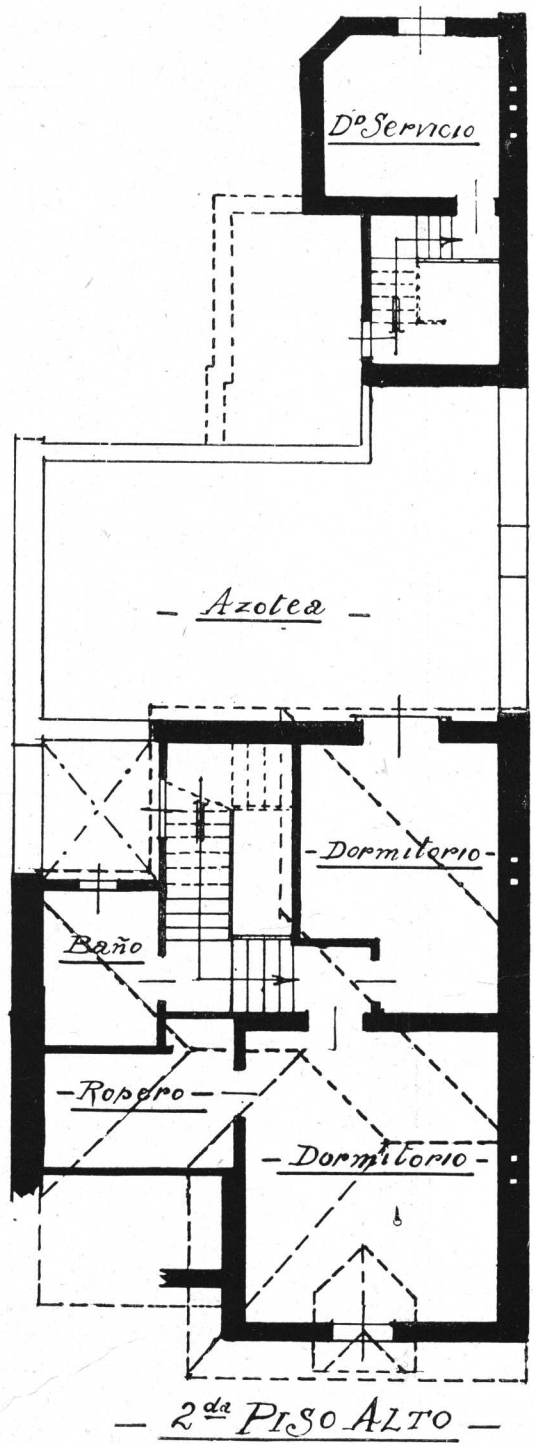 Dº Servicio
Azotea
Dormitorio
Baño
Ropero
Dormitorio
2da PISO ALTO